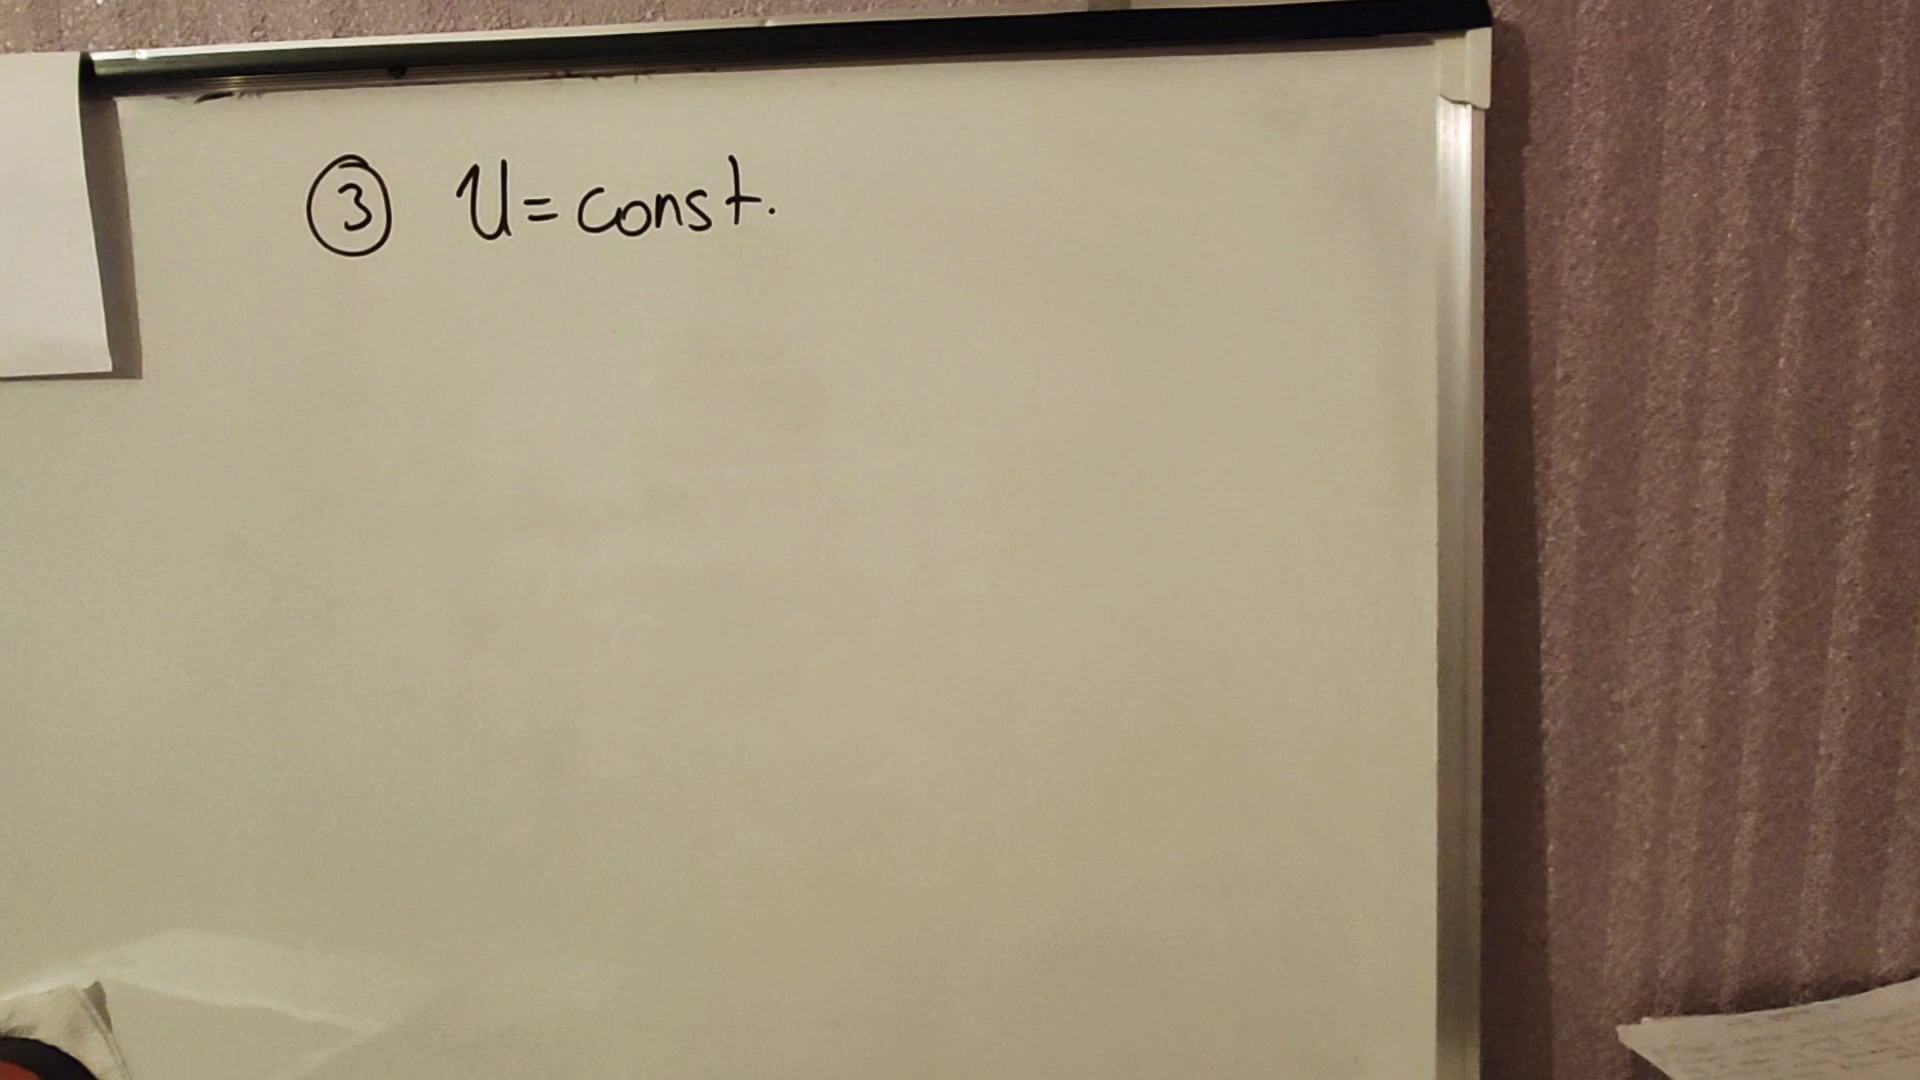 ③ U = const.